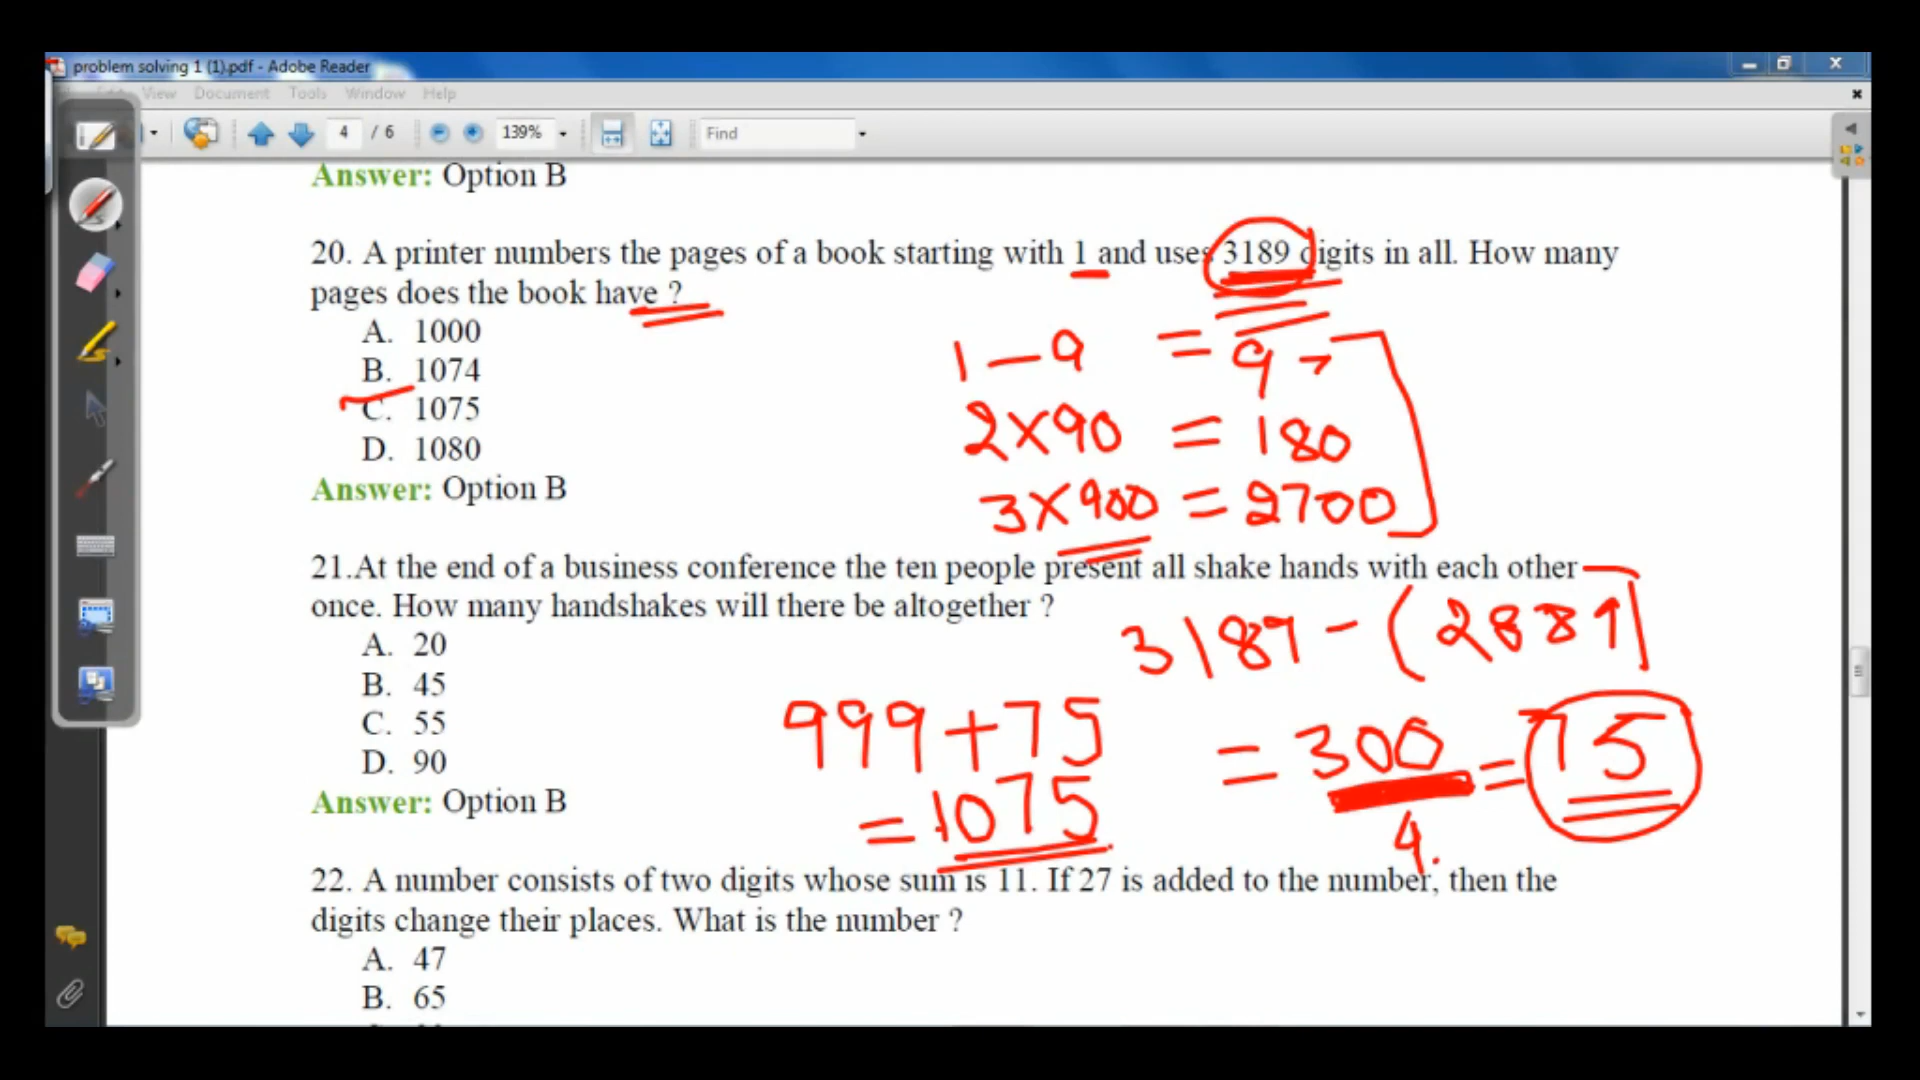 problem solving 1 (1).pdf - Adobe Reader
View Document Tools Window Help
4 / 6 139% Find
Answer: Option B
20. A printer numbers the pages of a book starting with 1 and uses 3189 digits in all. How many
pages does the book have ?
A. 1000
B. 1074
C. 1075
D. 1080
Answer: Option B
1 — 9 = 9
2 × 90 = 180
3 × 900 = 2700
21.At the end of a business conference the ten people present all shake hands with each other
once. How many handshakes will there be altogether ?
A. 20
B. 45
C. 55
D. 90
Answer: Option B
3189 - (2889)
= 300 = 75
4
999 + 75
= 1075
22. A number consists of two digits whose sum is 11. If 27 is added to the number, then the
digits change their places. What is the number ?
A. 47
B. 65